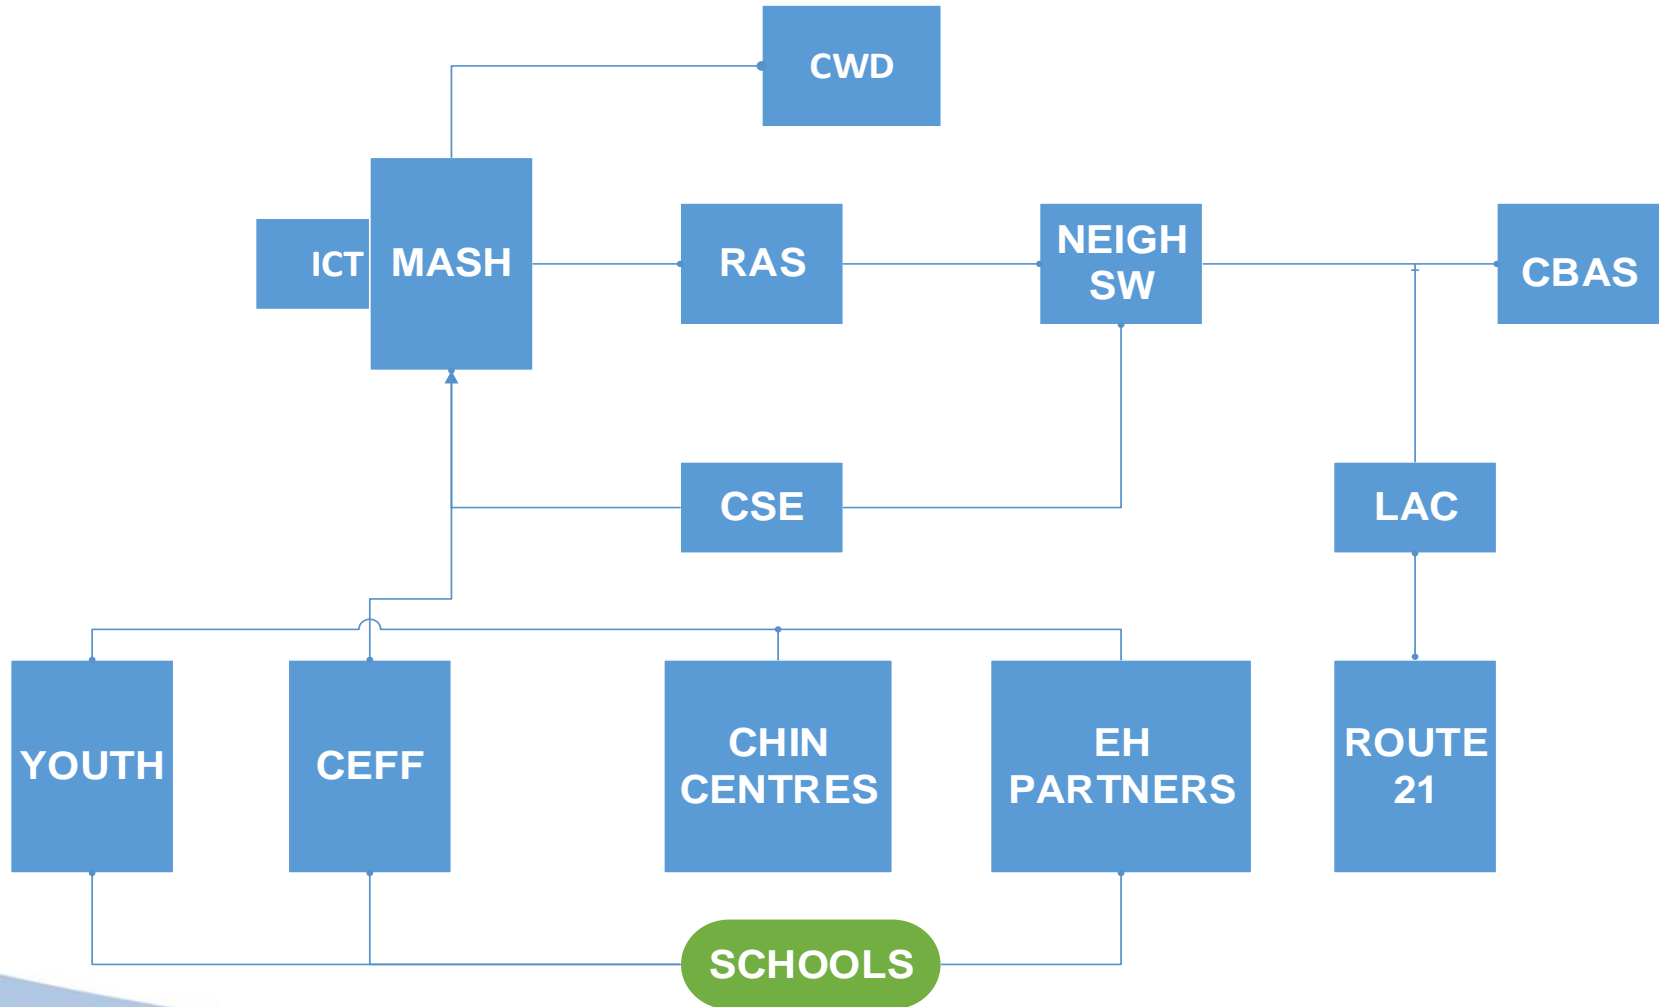 CWD
ICT
MASH
RAS
NEIGH
SW
CBAS
CSE
LAC
YOUTH
CEFF
CHIN
CENTRES
EH
PARTNERS
ROUTE
21
SCHOOLS